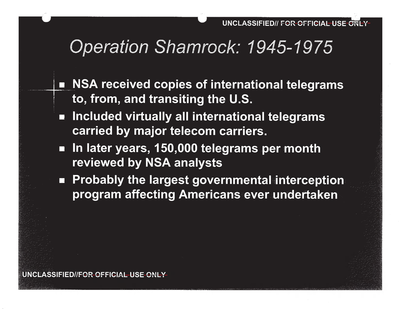 UNCLASSIFIED// FOR OFFICIAL USE ONLY
Operation Shamrock: 1945-1975
NSA received copies of international telegrams
to, from, and transiting the U.S.
Included virtually all international telegrams
carried by major telecom carriers.
In later years, 150,000 telegrams per month
reviewed by NSA analysts
Probably the largest governmental interception
program affecting Americans ever undertaken
UNCLASSIFIED//FOR OFFICIAL USE ONLY